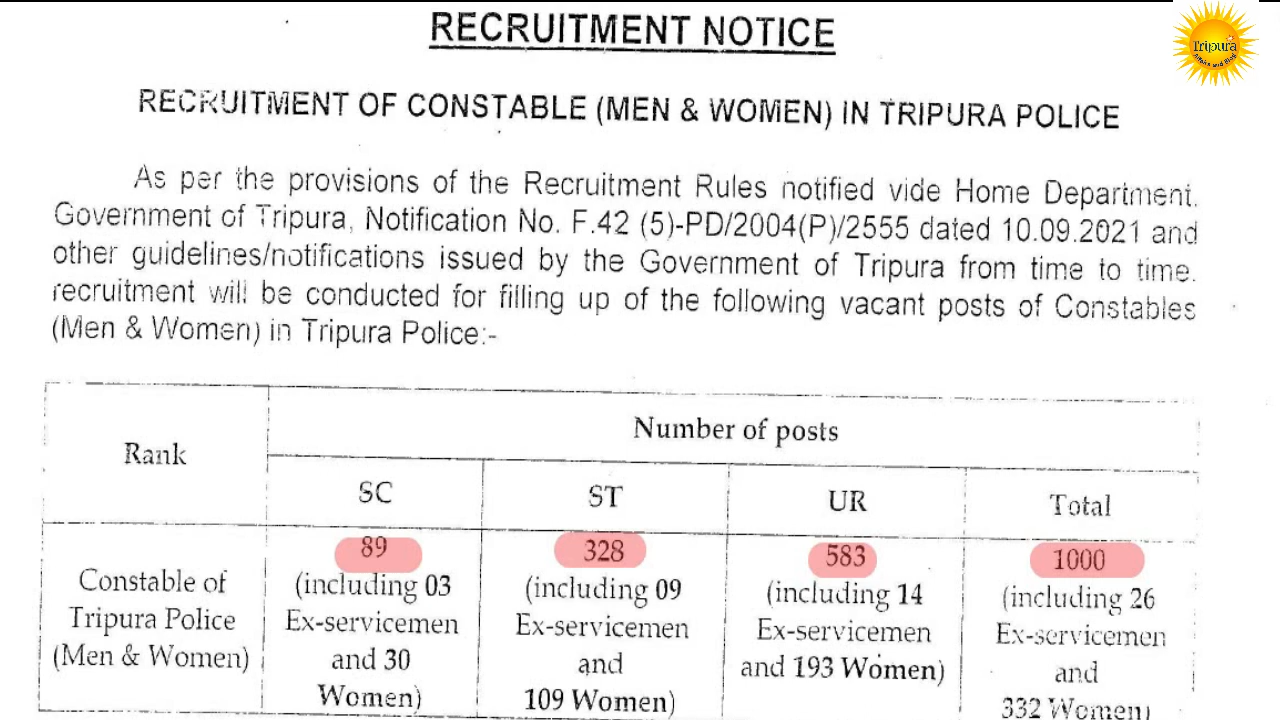 RECRUITMENT NOTICE
Tripura
RECRUITMENT OF CONSTABLE (MEN & WOMEN) IN TRIPURA POLICE
As per the provisions of the Recruitment Rules notified vide Home Department,
Government of Tripura, Notification No. F.42 (5)-PD/2004(P)/2555 dated 10.09.2021 and
other guidelines/notifications issued by the Government of Tripura from time to time.
recruitment will be conducted for filling up of the following vacant posts of Constables
(Men & Women) in Tripura Police:-
Rank
Number of posts
SC
ST
UR
Total
Constable of
Tripura Police
(Men & Women)
89
(including 03
Ex-servicemen
and 30
Women)
328
(including 09
Ex-servicemen
and
109 Women)
583
(including 14
Ex-servicemen
and 193 Women)
1000
(including 26
Ex-servicemen
and
332 Women)